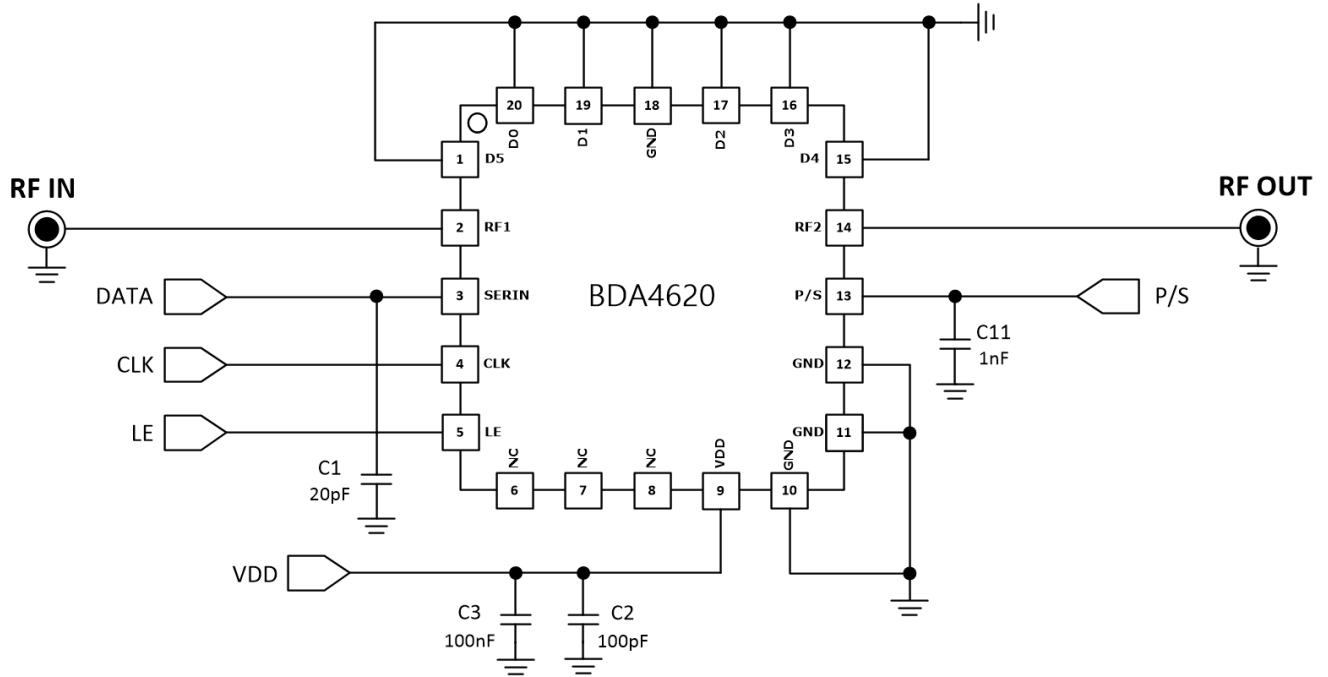 20
19
18
17
16
D0
D1
GND
D2
D3
1
D5
D4
15
RF IN
RF OUT
2
RF1
RF2
14
DATA
3
SERIN
BDA4620
P/S
13
P/S
C11
1nF
CLK
4
CLK
GND
12
LE
5
LE
GND
11
NC
NC
NC
VDD
GND
C1
20pF
6
7
8
9
10
VDD
C3
100nF
C2
100pF